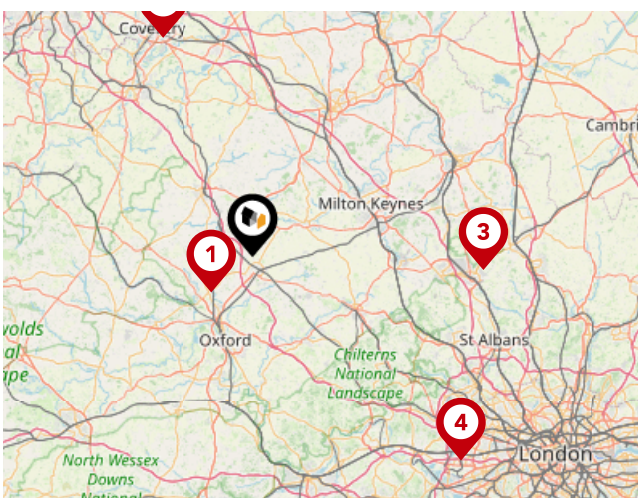 Coventry
Cambri
Milton Keynes
3
1
wolds
al
ape
Oxford
Chilterns
National
Landscape
St Albans
4
London
North Wessex
Downs
National